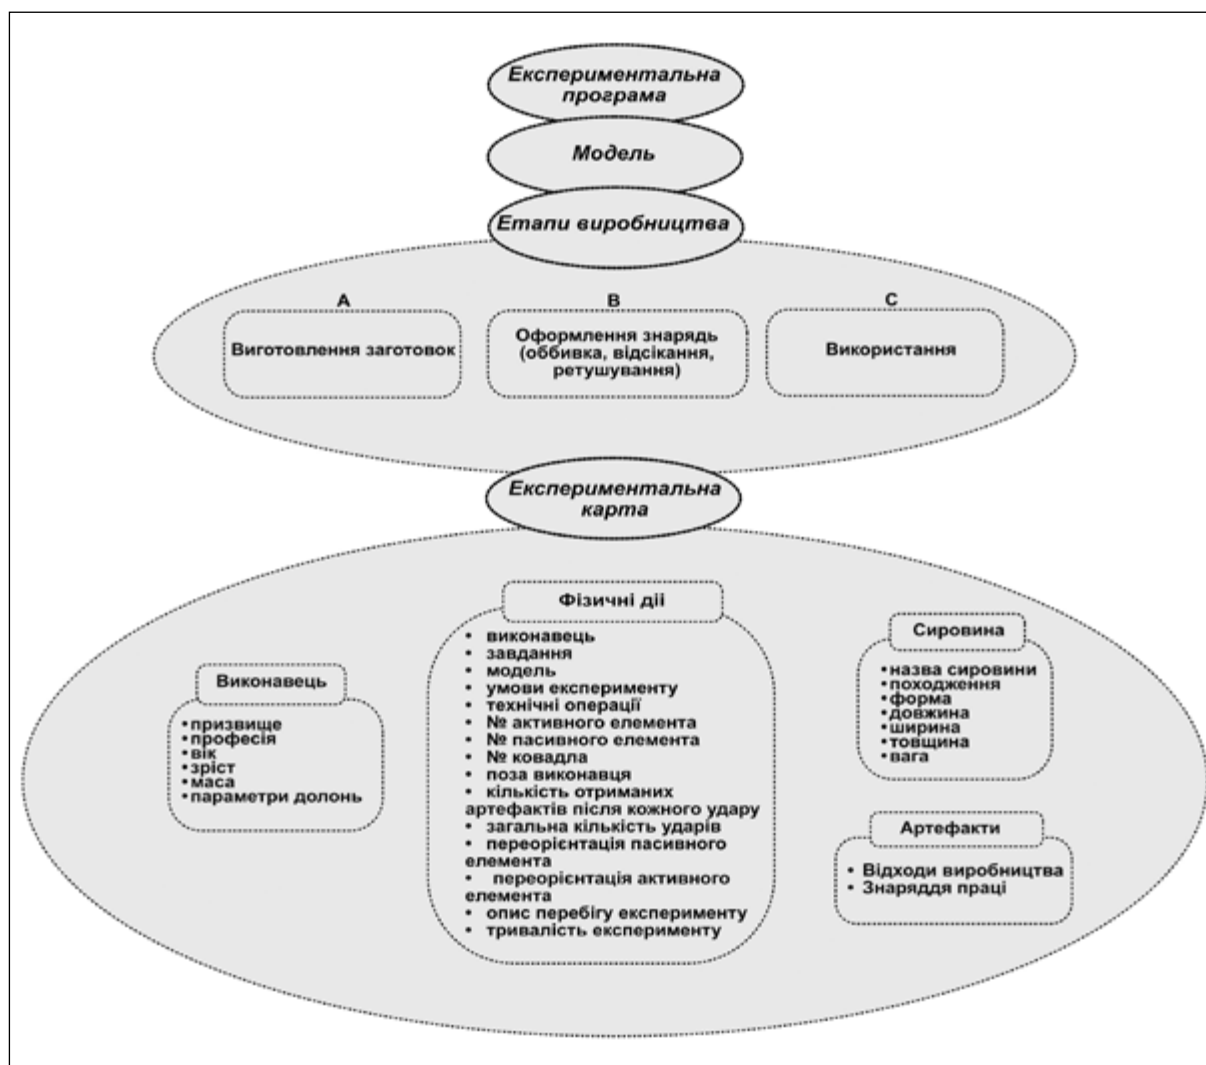 Експериментальна
програма
Модель
Етапи виробництва
A
B
C
Виготовлення заготовок
Оформлення знарядь
(оббивка, відсікання,
ретушування)
Використання
Експериментальна
карта
Виконавець
•призвище
•професія
•вік
•зріст
•маса
•параметри долонь
Фізичні дії
• виконавець
• завдання
• модель
• умови експерименту
• технічні операції
• № активного елемента
• № пасивного елемента
• № ковадла
• поза виконавця
• кількість отриманих
артефактів після кожного удару
• загальна кількість ударів
• переорієнтація пасивного
елемента
• переорієнтація активного
елемента
• опис перебігу експерименту
• тривалість експерименту
Сировина
•назва сировини
•походження
•форма
•довжина
•ширина
•товщина
•вага
Артефакти
• Відходи виробництва
• Знаряддя праці